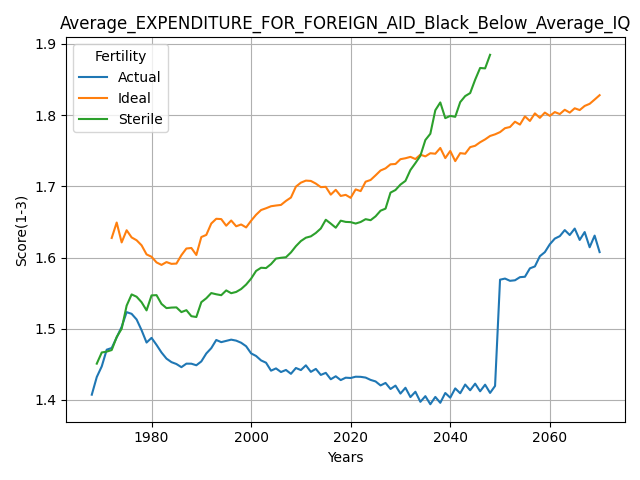 Average_EXPENDITURE_FOR_FOREIGN_AID_Black_Below_Average_IQ
Fertility
Actual
Ideal
Sterile
Score(1-3)
1.9
1.8
1.7
1.6
1.5
1.4
1980
2000
2020
2040
2060
Years